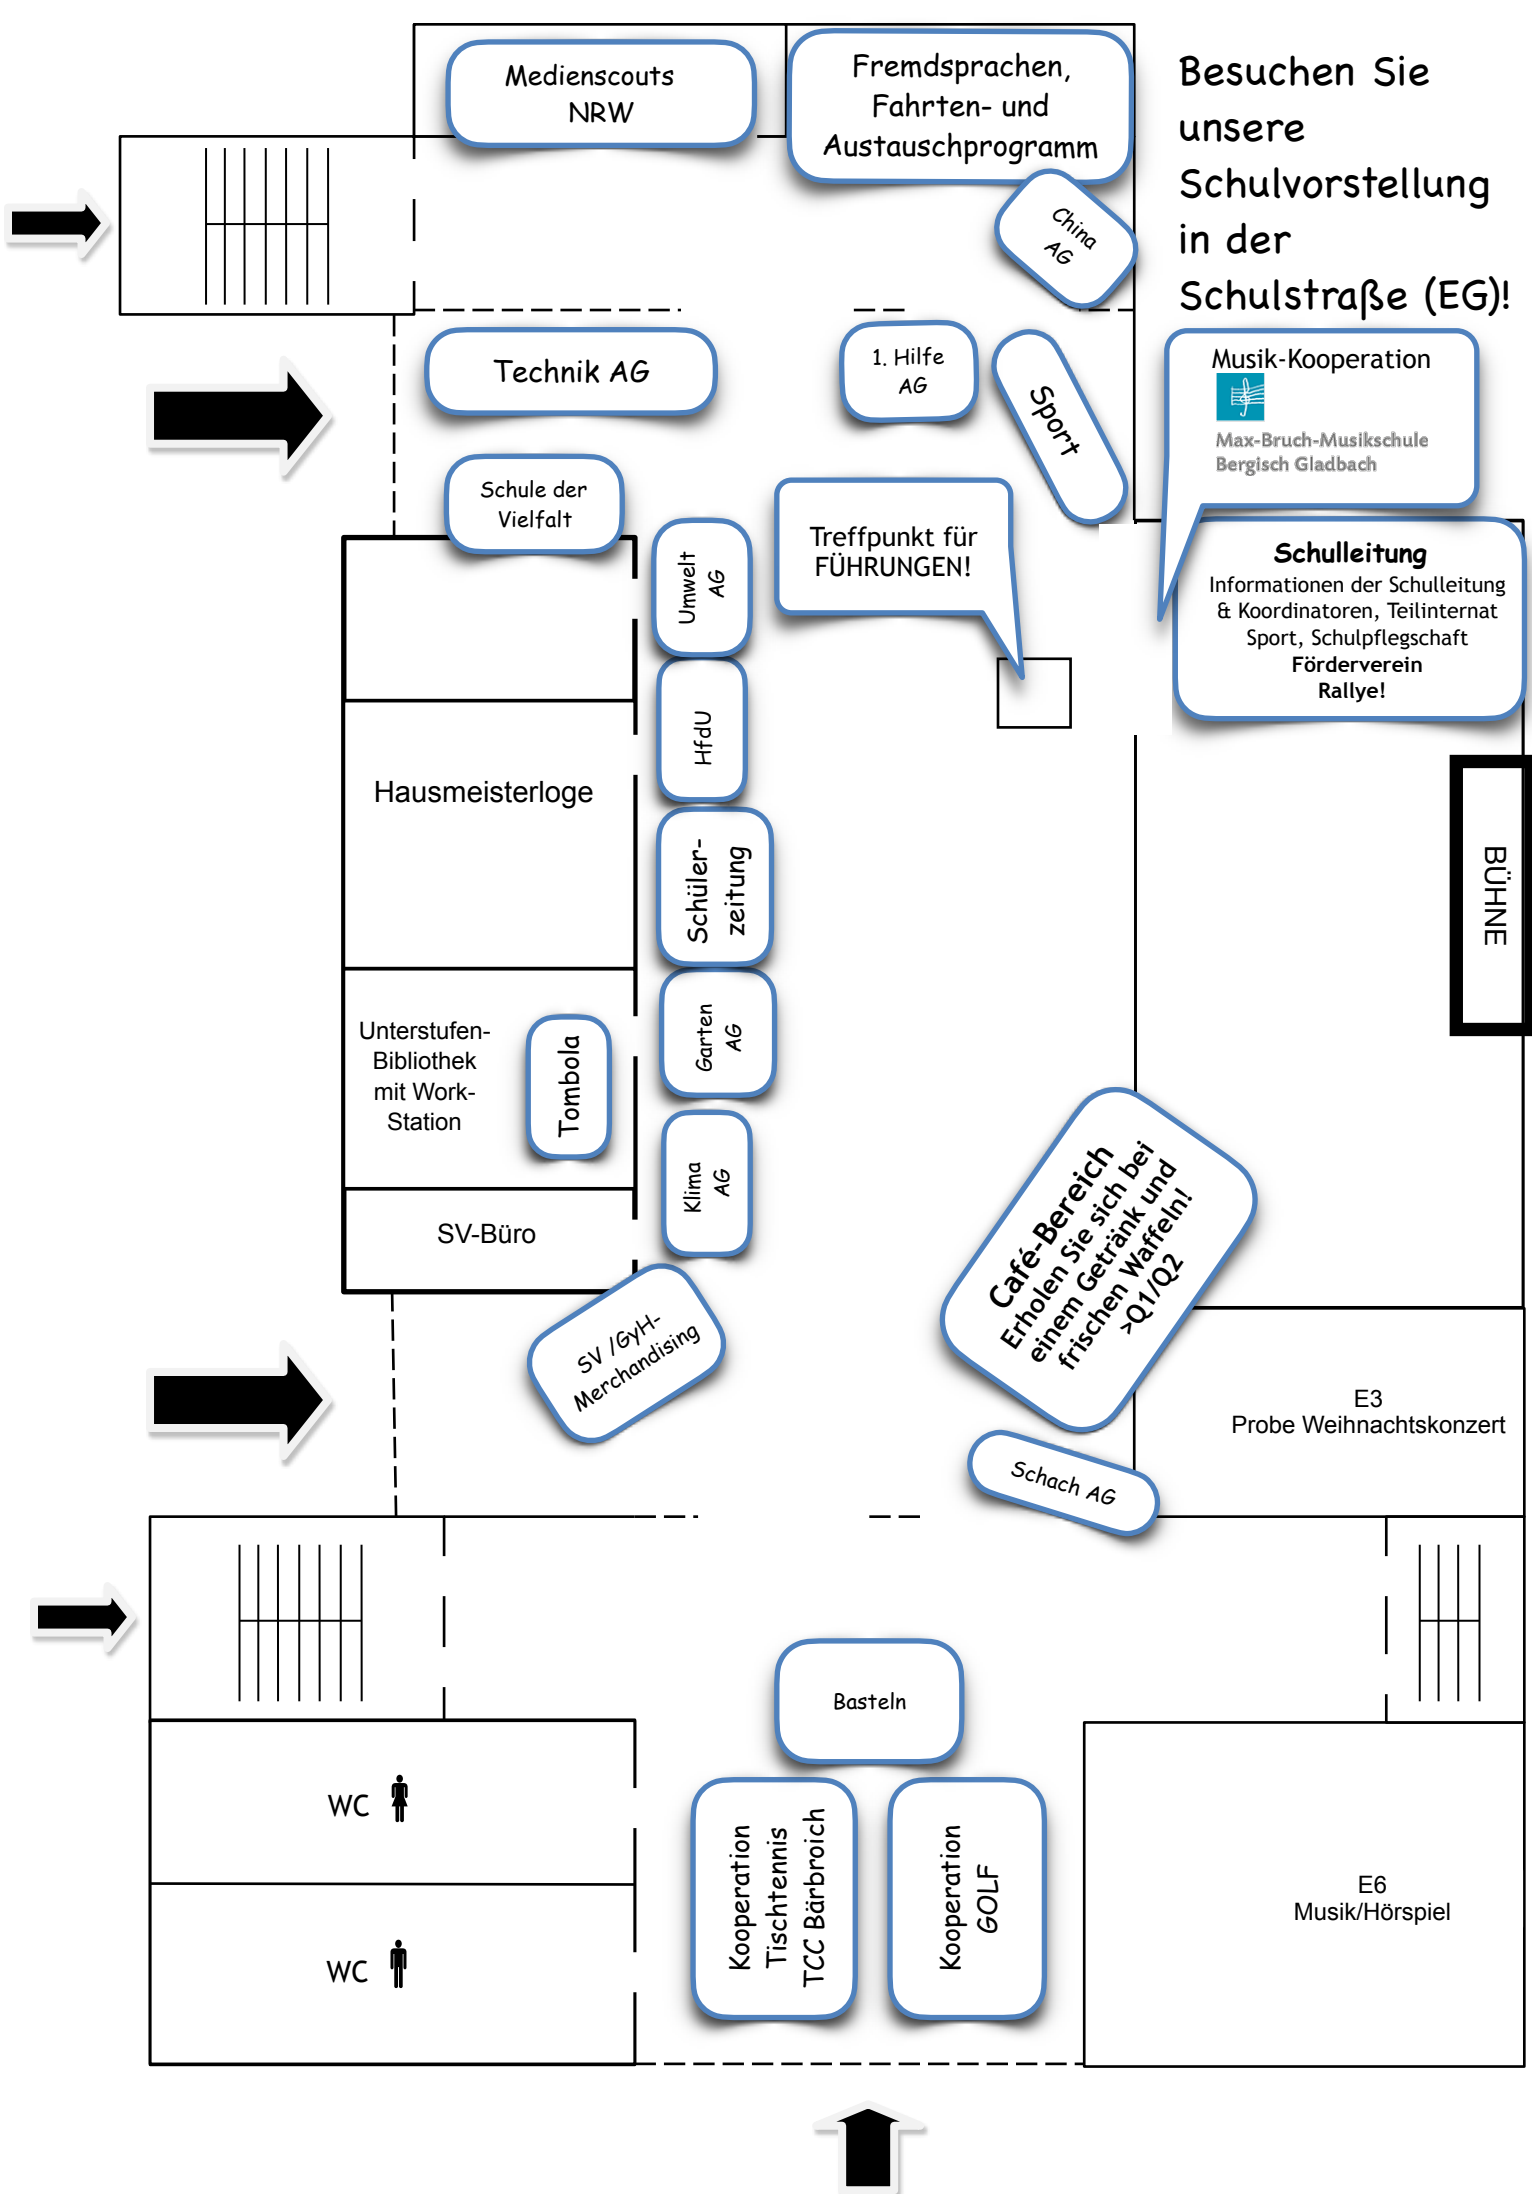 Medienscouts
NRW
Fremdsprachen,
Fahrten- und
Austauschprogramm
Besuchen Sie
unsere
Schulvorstellung
in der
Schulstraße (EG)!
China
AG
Technik AG
1. Hilfe
AG
Sport
Musik-Kooperation
Max-Bruch-Musikschule
Bergisch Gladbach
Schule der
Vielfalt
Umwelt
AG
Treffpunkt für
FÜHRUNGEN!
Schulleitung
Informationen der Schulleitung
& Koordinatoren, Teilinternat
Sport, Schulpflegschaft
Förderverein
Rallye!
HfdU
Hausmeisterloge
Schüler-
zeitung
BÜHNE
Unterstufen-
Bibliothek
mit Work-
Station
Tombola
Garten
AG
Klima
AG
SV-Büro
Café-Bereich
Erholen Sie sich bei
einem Getränk und
frischen Waffeln!
>Q1/Q2
SV /GyH-
Merchandising
E3
Probe Weihnachtskonzert
Schach AG
Basteln
WC
Kooperation
Tischtennis
TCC Bärbroich
Kooperation
GOLF
E6
Musik/Hörspiel
WC